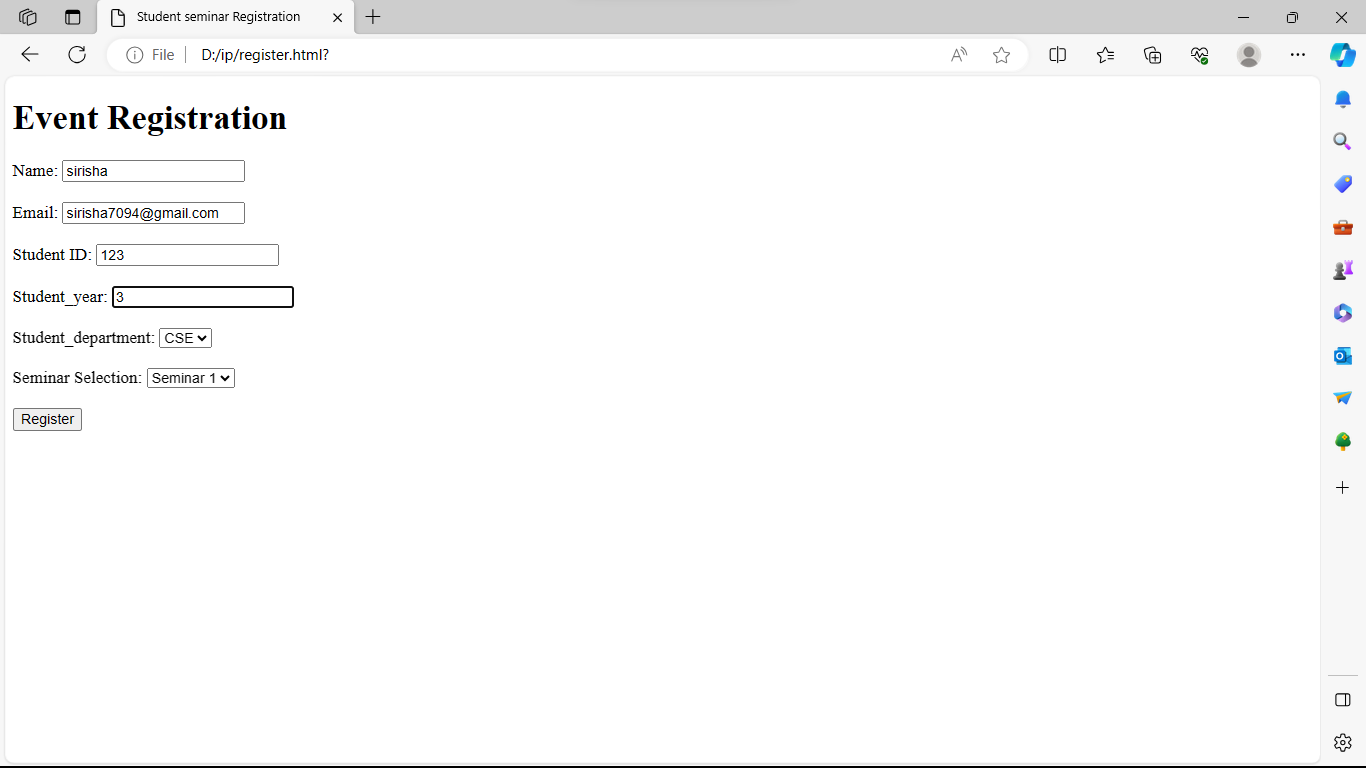 Student seminar Registration
File D:/ip/register.html?
Event Registration
Name: sirisha
Email: sirisha7094@gmail.com
Student ID: 123
Student_year: 3
Student_department: CSE
Seminar Selection: Seminar 1
Register